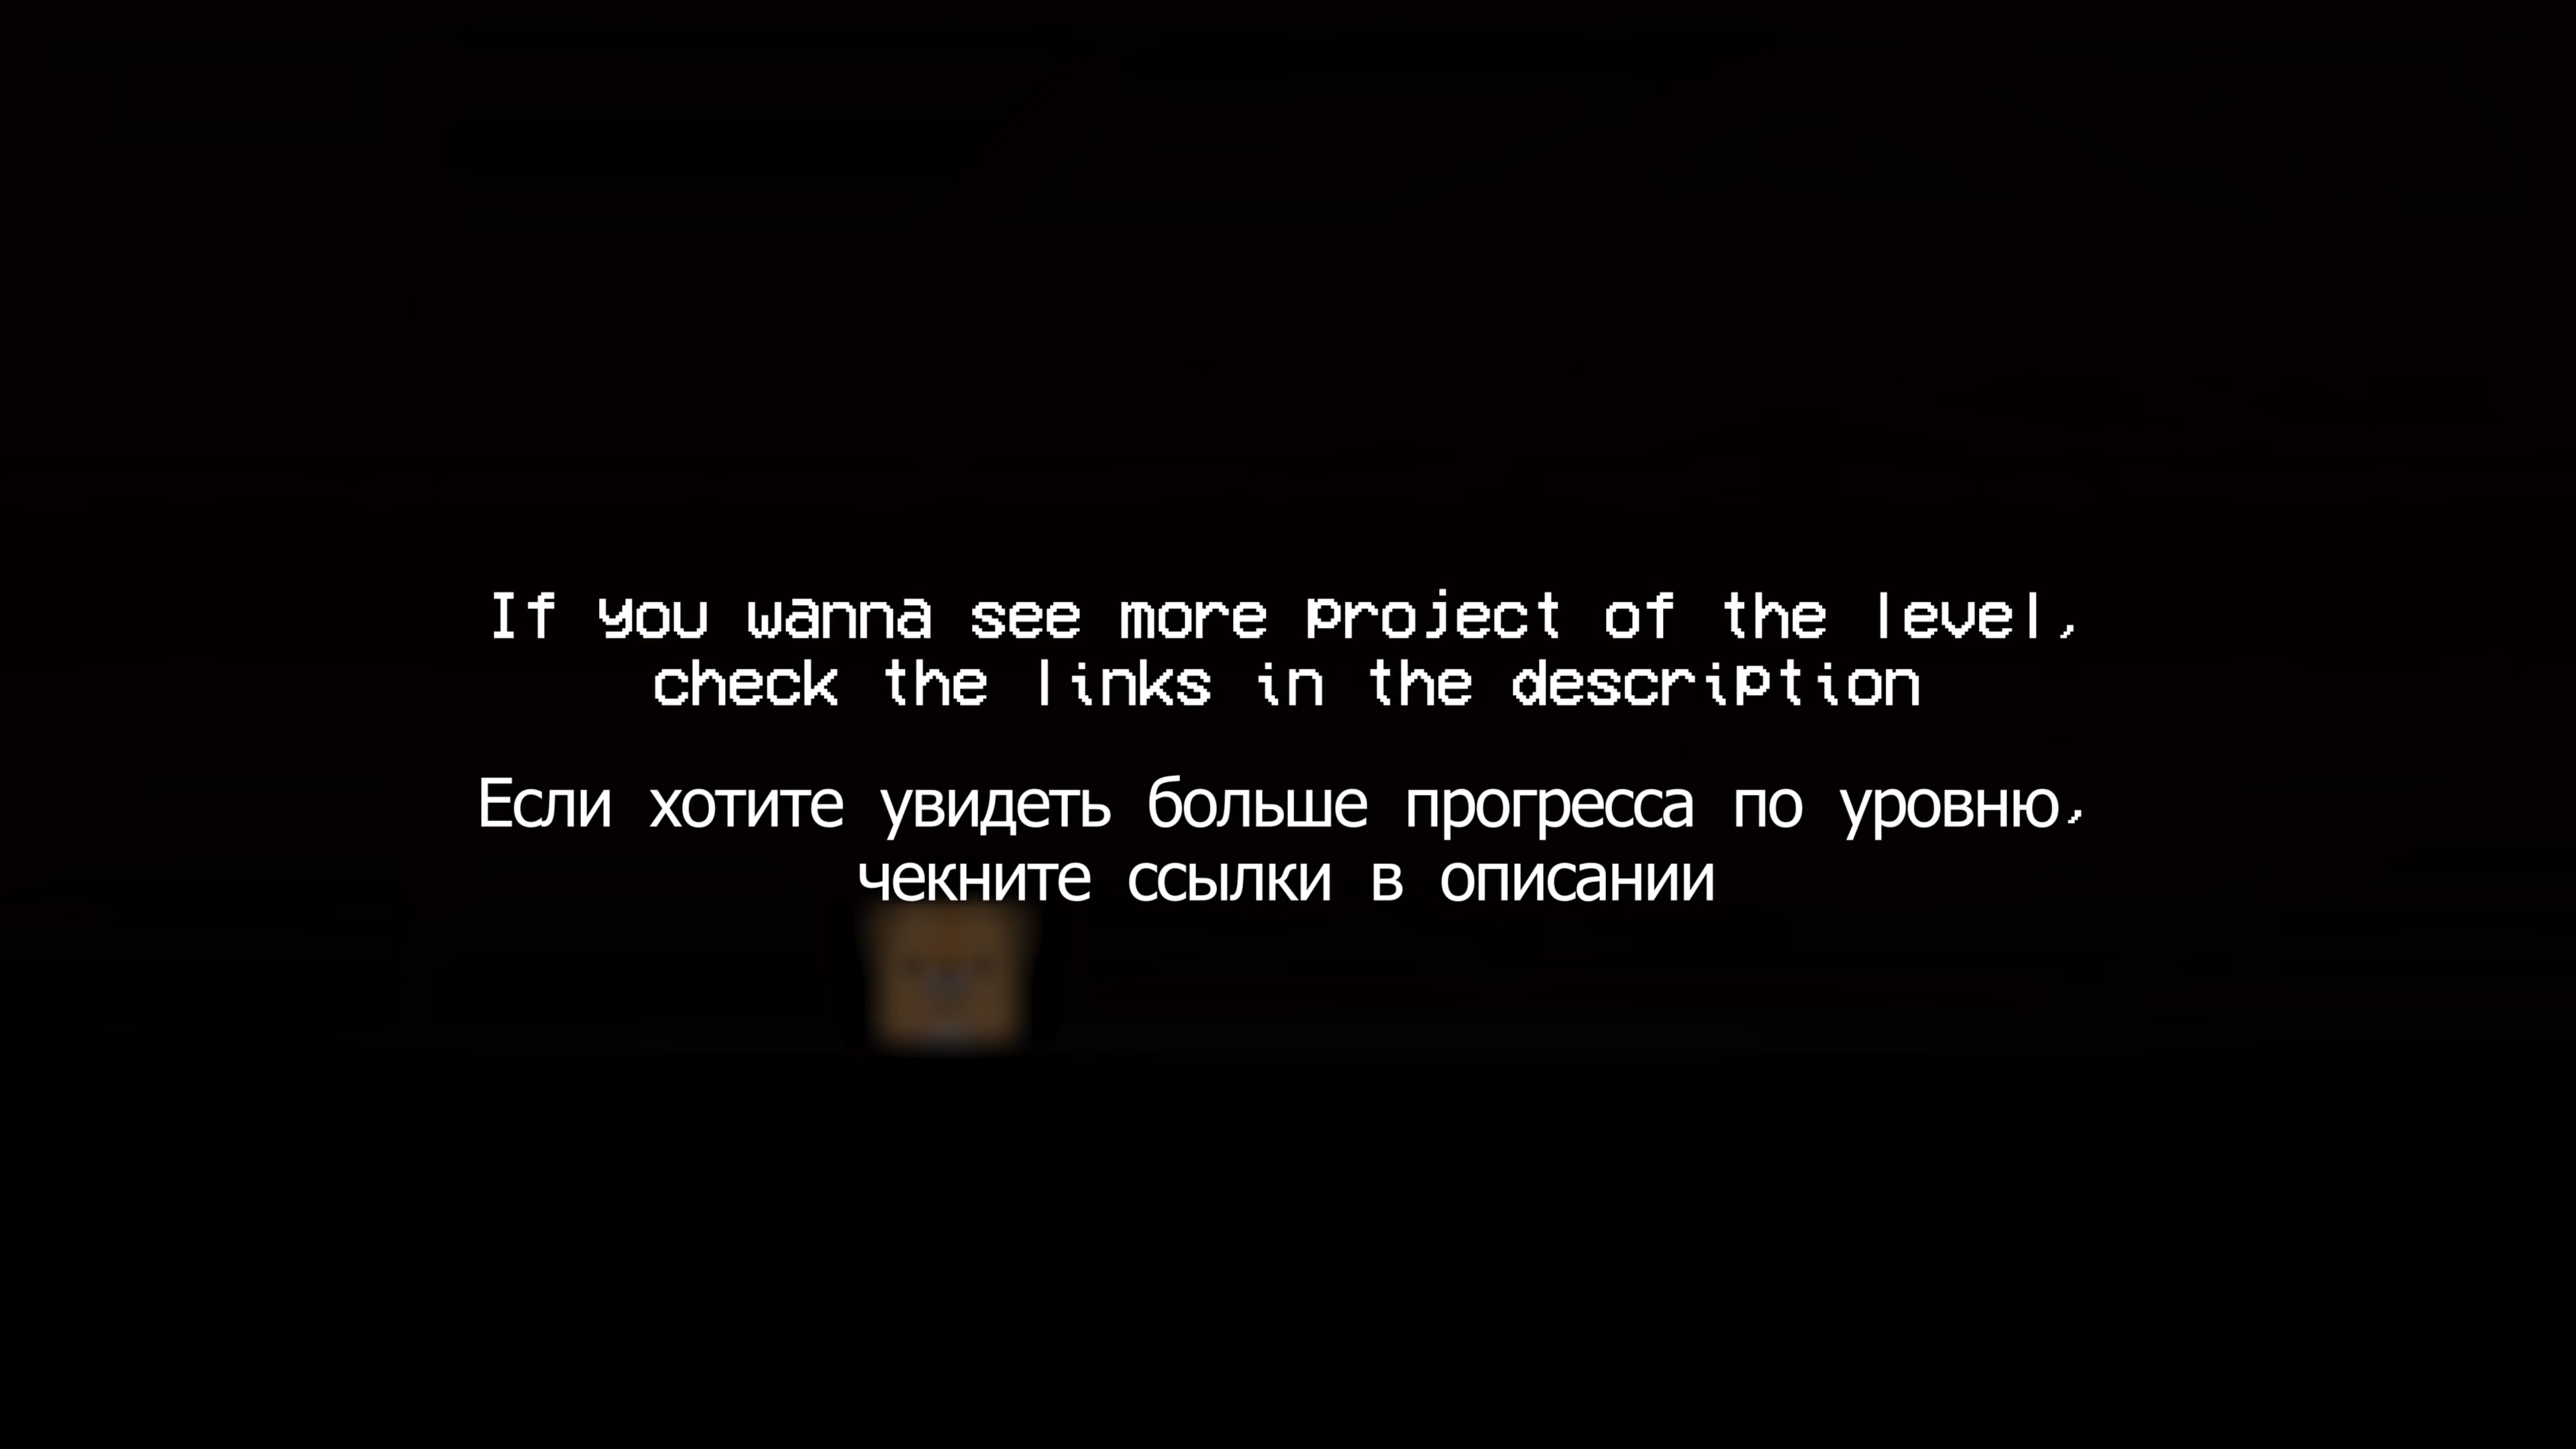 If you wanna see more project of the level,
check the links in the description
Если хотите увидеть больше прогресса по уровню,
чекните ссылки в описании